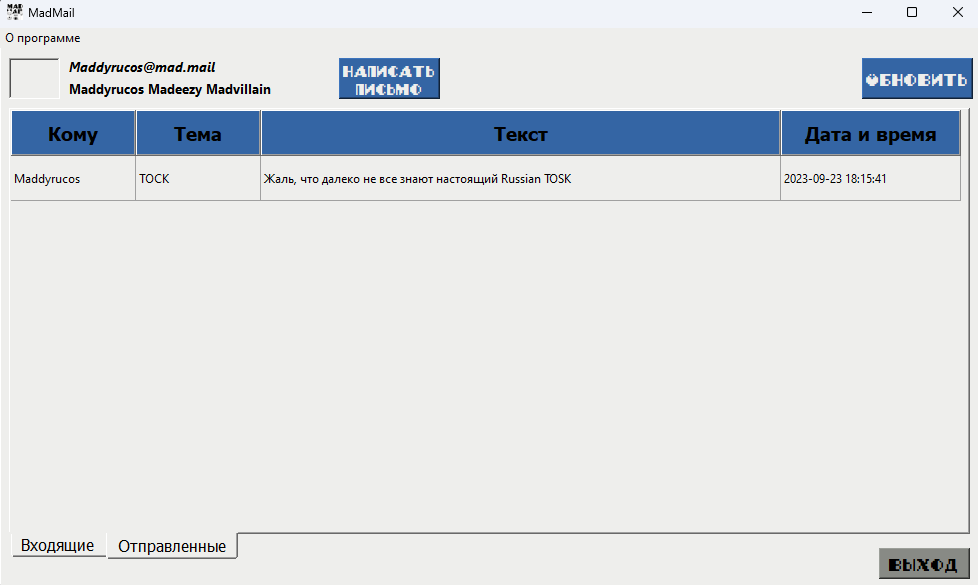 MadMail
О программе
Maddyrucos@mad.mail
Maddyrucos Madeezy Madvillain
НАПИСАТЬ
ПИСЬМО
ОБНОВИТЬ
Кому Тема Текст Дата и время
Maddyrucos ТОСК Жаль, что далеко не все знают настоящий Russian TOSK 2023-09-23 18:15:41
Входящие Отправленные
ВЫХОД